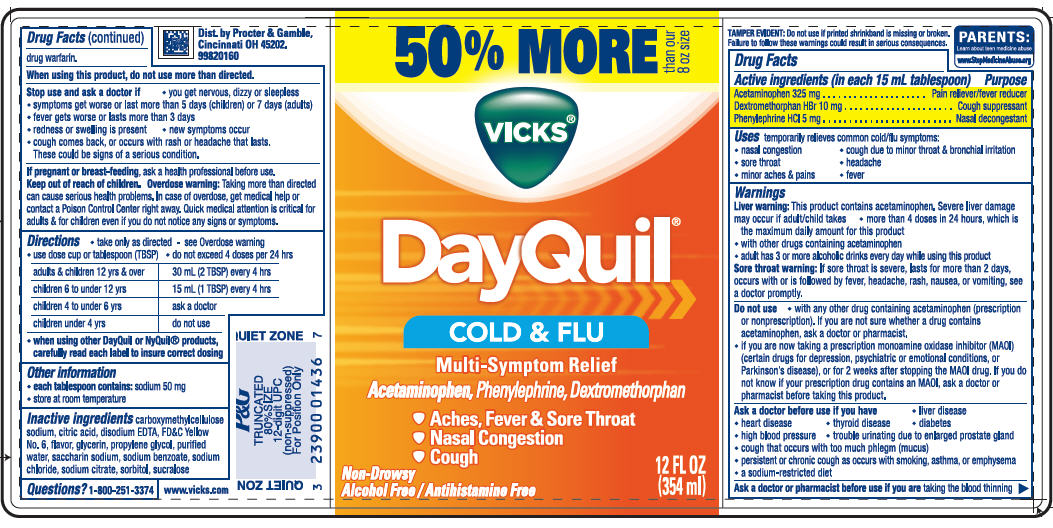 Drug Facts (continued)
drug warfarin.
Dist. by Procter & Gamble,
Cincinnati OH 45202.
99820160
When using this product, do not use more than directed.
Stop use and ask a doctor if • you get nervous, dizzy or sleepless
• symptoms get worse or last more than 5 days (children) or 7 days (adults)
• fever gets worse or lasts more than 3 days
• redness or swelling is present • new symptoms occur
• cough comes back, or occurs with rash or headache that lasts.
These could be signs of a serious condition.
If pregnant or breast-feeding, ask a health professional before use.
Keep out of reach of children. Overdose warning: Taking more than directed
can cause serious health problems. In case of overdose, get medical help or
contact a Poison Control Center right away. Quick medical attention is critical for
adults & for children even if you do not notice any signs or symptoms.
Directions • take only as directed - see Overdose warning
• use dose cup or tablespoon (TBSP) • do not exceed 4 doses per 24 hrs
adults & children 12 yrs & over 30 mL (2 TBSP) every 4 hrs
children 6 to under 12 yrs 15 mL (1 TBSP) every 4 hrs
children 4 to under 6 yrs ask a doctor
children under 4 yrs do not use
• when using other DayQuil or NyQuil® products,
carefully read each label to insure correct dosing
Other information
• each tablespoon contains: sodium 50 mg
• store at room temperature
Inactive ingredients carboxymethylcellulose
sodium, citric acid, disodium EDTA, FD&C Yellow
No. 6, flavor, glycerin, propylene glycol, purified
water, saccharin sodium, sodium benzoate, sodium
chloride, sodium citrate, sorbitol, sucralose
Questions? 1-800-251-3374 www.vicks.com
UIET ZONE 7
P&G
TRUNCATED
80% SIZE
12-digit UPC
(non-suppressed)
For Position Only
23900 01436
3 QUIET ZON
50% MORE
than our
8 oz size
VICKS®
DayQuil®
COLD & FLU
Multi-Symptom Relief
Acetaminophen, Phenylephrine, Dextromethorphan
Aches, Fever & Sore Throat
Nasal Congestion
Cough
Non-Drowsy
Alcohol Free / Antihistamine Free
12 FL OZ
(354 ml)
TAMPER EVIDENT: Do not use if printed shrinkband is missing or broken.
Failure to follow these warnings could result in serious consequences.
PARENTS:
Learn about teen medicine abuse
www.StopMedicineAbuse.org
Drug Facts
Active ingredients (in each 15 mL tablespoon) Purpose
Acetaminophen 325 mg . . . . . . . . . . . . . . . . . . Pain reliever/fever reducer
Dextromethorphan HBr 10 mg . . . . . . . . . . . . . . . . . . Cough suppressant
Phenylephrine HCl 5 mg . . . . . . . . . . . . . . . . . . . . . . Nasal decongestant
Uses temporarily relieves common cold/flu symptoms:
• nasal congestion • cough due to minor throat & bronchial irritation
• sore throat • headache
• minor aches & pains • fever
Warnings
Liver warning: This product contains acetaminophen. Severe liver damage
may occur if adult/child takes • more than 4 doses in 24 hours, which is
the maximum daily amount for this product
• with other drugs containing acetaminophen
• adult has 3 or more alcoholic drinks every day while using this product
Sore throat warning: If sore throat is severe, lasts for more than 2 days,
occurs with or is followed by fever, headache, rash, nausea, or vomiting, see
a doctor promptly.
Do not use • with any other drug containing acetaminophen (prescription
or nonprescription). If you are not sure whether a drug contains
acetaminophen, ask a doctor or pharmacist.
• if you are now taking a prescription monoamine oxidase inhibitor (MAOI)
(certain drugs for depression, psychiatric or emotional conditions, or
Parkinson's disease), or for 2 weeks after stopping the MAOI drug. If you do
not know if your prescription drug contains an MAOI, ask a doctor or
pharmacist before taking this product.
Ask a doctor before use if you have • liver disease
• heart disease • thyroid disease • diabetes
• high blood pressure • trouble urinating due to enlarged prostate gland
• cough that occurs with too much phlegm (mucus)
• persistent or chronic cough as occurs with smoking, asthma, or emphysema
• a sodium-restricted diet
Ask a doctor or pharmacist before use if you are taking the blood thinning